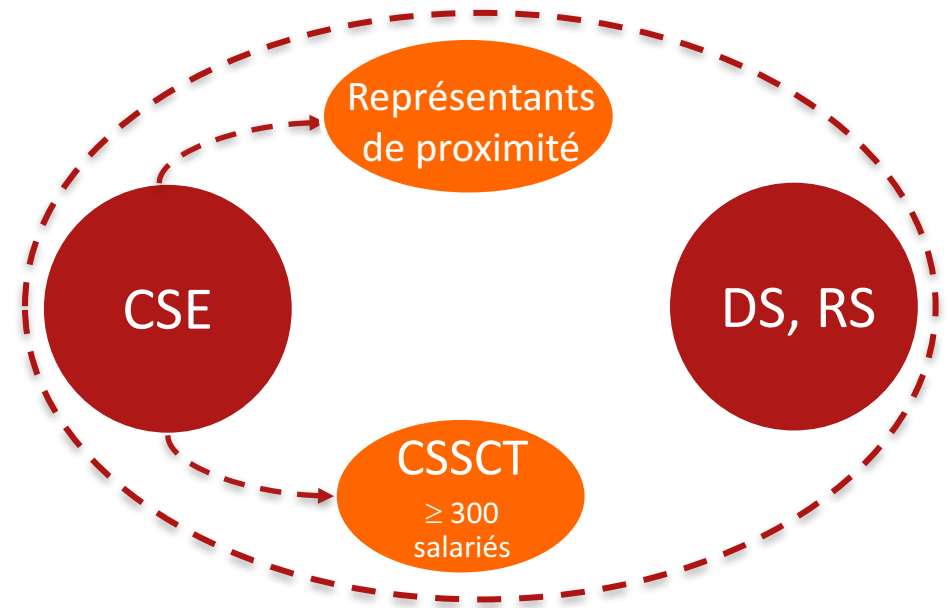 Représentants
de proximité
CSE
DS, RS
CSSCT
≥ 300
salariés